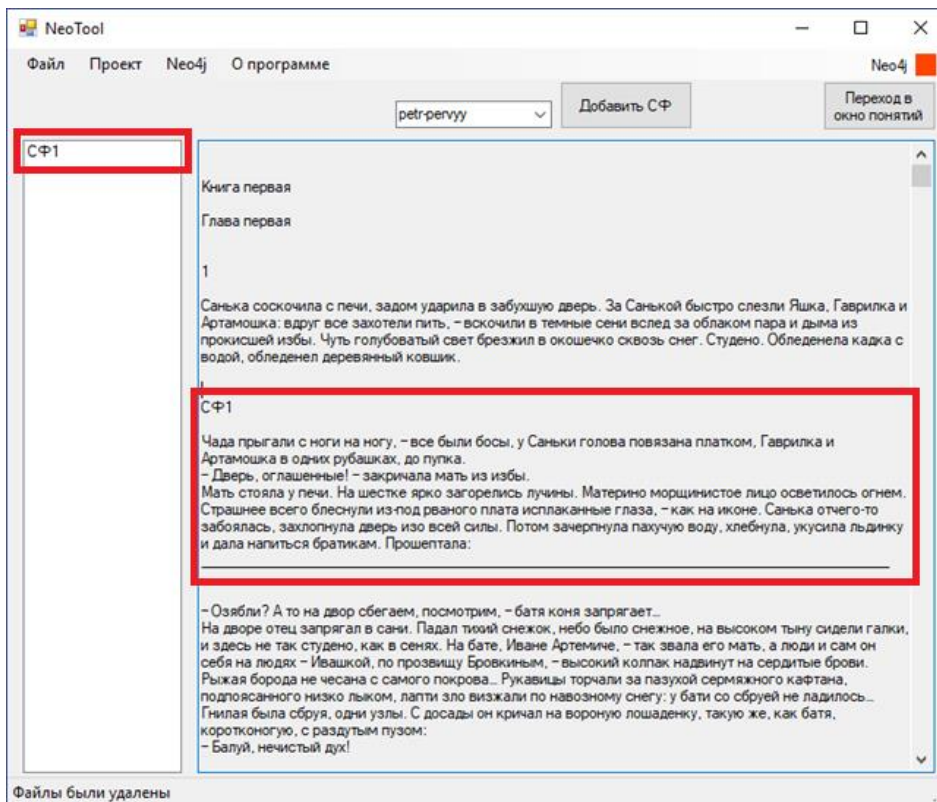 NeoTool
Файл Проект Neo4j О программе
Neo4j
petr-pervyy
Добавить СФ
Переход в
окно понятий
СФ1
Книга первая
Глава первая
1
Санька соскочила с печи, задом ударила в забухшую дверь. За Санькой быстро слезли Яшка, Гаврилка и
Артамошка: вдруг все захотели пить, – вскочили в темные сени вслед за облаком пара и дыма из
прокисшей избы. Чуть голубоватый свет брезжил в окошечко сквозь снег. Студено. Обледенела кадка с
водой, обледенел деревянный ковшик.
СФ1
Чада прыгали с ноги на ногу, – все были босы, у Саньки голова повязана платком, Гаврилка и
Артамошка в одних рубашках, до пупка.
– Дверь, оглашенные! – закричала мать из избы.
Мать стояла у печи. На шестке ярко загорелись лучины. Материно морщинистое лицо осветилось огнем.
Страшнее всего блеснули из-под рваного плата исплаканные глаза, – как на иконе. Санька отчего-то
забоялась, захлопнула дверь изо всей силы. Потом зачерпнула пахучую воду, хлебнула, укусила льдинку
и дала напиться братикам. Прошептала:
– Озябли? А то на двор сбегаем, посмотрим, – батя коня запрягает...
На дворе отец запрягал в сани. Падал тихий снежок, небо было снежное, на высоком тыну сидели галки,
и здесь не так студено, как в сенях. На бате, Иване Артемиче, – так звала его мать, а люди и сам он
себя на людях – Ивашкой, по прозвищу Бровкиным, – высокий колпак надвинут на сердитые брови.
Рыжая борода не чесана с самого покрова... Рукавицы торчали за пазухой сермяжного кафтана,
подпоясанного низко лыком, лапти зло визжали по навозному снегу: у бати со сбруей не ладилось...
Гнилая была сбруя, одни узлы. С досады он кричал на вороную лошаденку, такую же, как батя,
коротконогую, с раздутым пузом:
– Балуй, нечистый дух!
Файлы были удалены